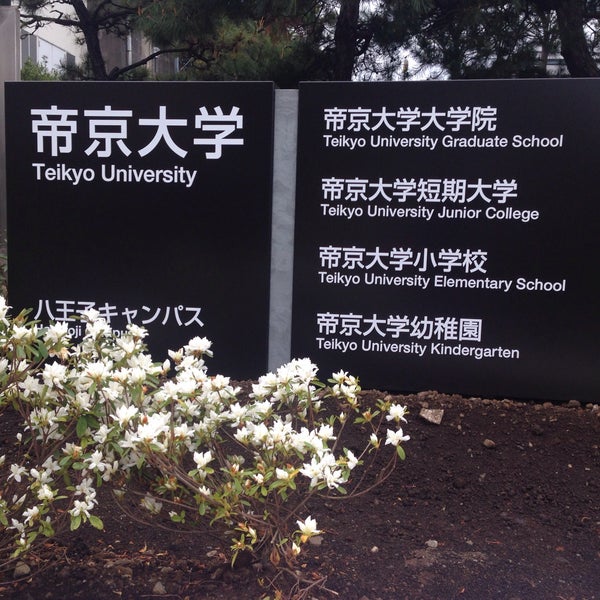 帝京大学
Teikyo University
八王子キャンパス
帝京大学大学院
Teikyo University Graduate School
帝京大学短期大学
Teikyo University Junior College
帝京大学小学校
Teikyo University Elementary School
帝京大学幼稚園
Teikyo University Kindergarten